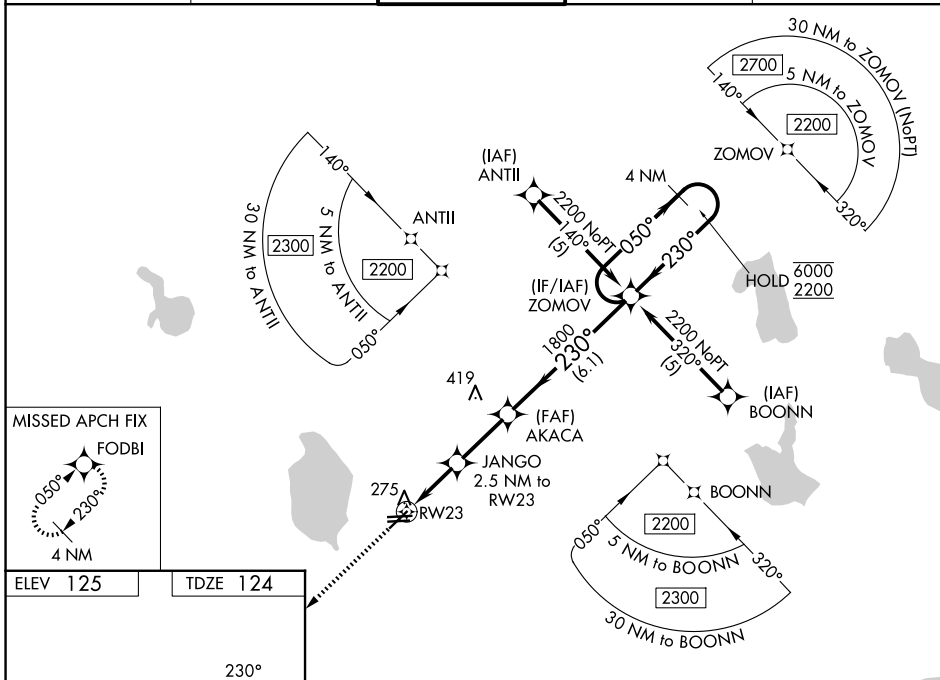 30 NM to ZOMOV (NoPT)
2700
5 NM to ZOMOV
140°
2200
ZOMOV
320°
(IAF)
ANTII
4 NM
2200 NoPT
140°
(5)
050°
230°
HOLD 6000
2200
(IF/IAF)
ZOMOV
140°
ANTII
30 NM to ANTII
2300
5 NM to ANTII
2200
050°
2200 NoPT
320°
(5)
(IAF)
BOONN
1800
230°
(6.1)
419
(FAF)
AKACA
JANGO
2.5 NM to
RW23
275
RW23
BOONN
050°
2200
5 NM to BOONN
320°
2300
30 NM to BOONN
MISSED APCH FIX
FODBI
050°
230°
4 NM
ELEV 125
TDZE 124
230°